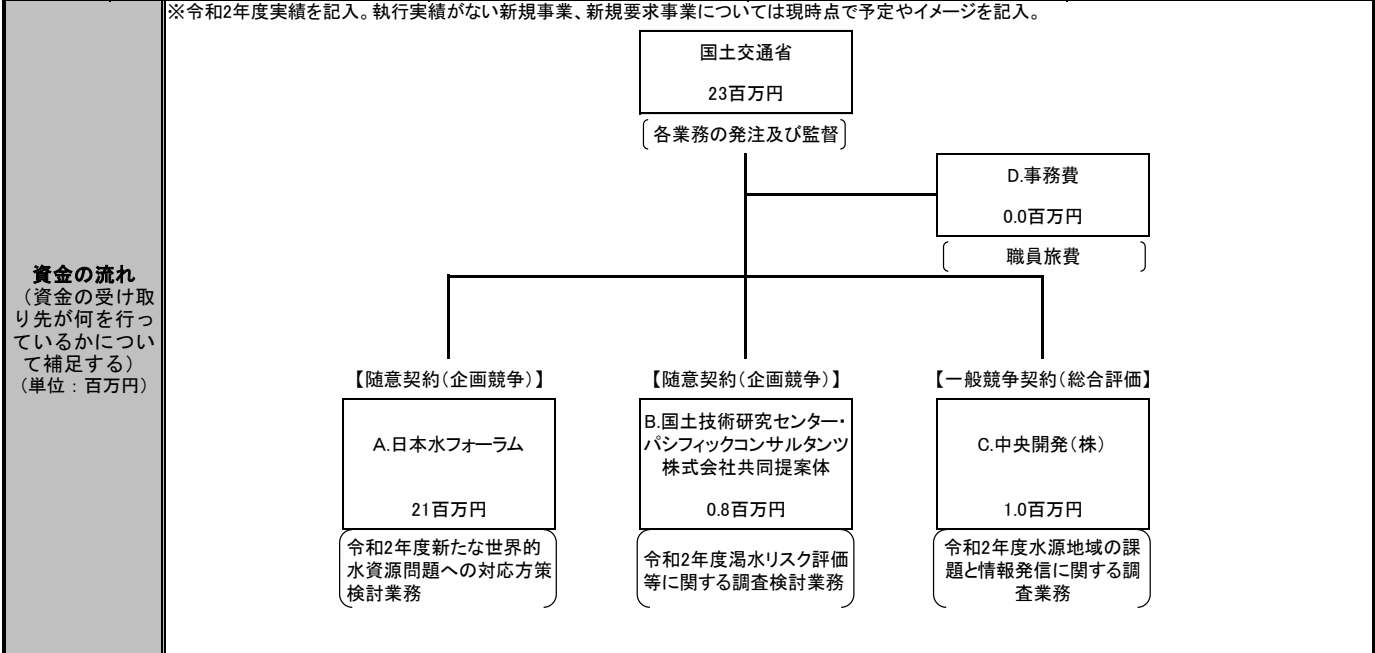 ※令和2年度実績を記入。執行実績がない新規事業、新規要求事業については現時点で予定やイメージを記入。
国土交通省
23百万円
各業務の発注及び監督
D.事務費
0.0百万円
職員旅費
資金の流れ
（資金の受け取
り先が何を行っ
ているかについ
て補足する）
（単位：百万円）
【随意契約（企画競争）】
A.日本水フォーラム
21百万円
令和2年度新たな世界的
水資源問題への対応方策
検討業務
【随意契約（企画競争）】
B.国土技術研究センター・
パシフィックコンサルタンツ
株式会社共同提案体
0.8百万円
令和2年度渇水リスク評価
等に関する調査検討業務
【一般競争契約（総合評価】
C.中央開発（株）
1.0百万円
令和2年度水源地域の課
題と情報発信に関する調
査業務